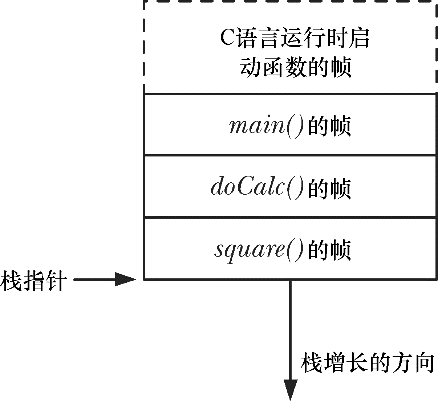 C语言运行时启
动函数的帧
main()的帧
doCalc()的帧
square()的帧
栈指针
栈增长的方向